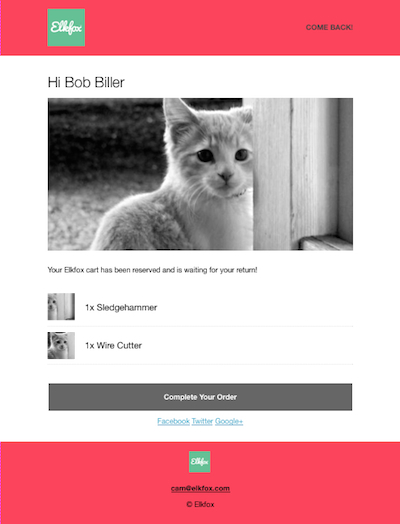 Elkfox
COME BACK!
Hi Bob Biller
Your Elkfox cart has been reserved and is waiting for your return!
1x Sledgehammer
1x Wire Cutter
Complete Your Order
Facebook Twitter Google+
Elkfox
cam@elkfox.com
© Elkfox